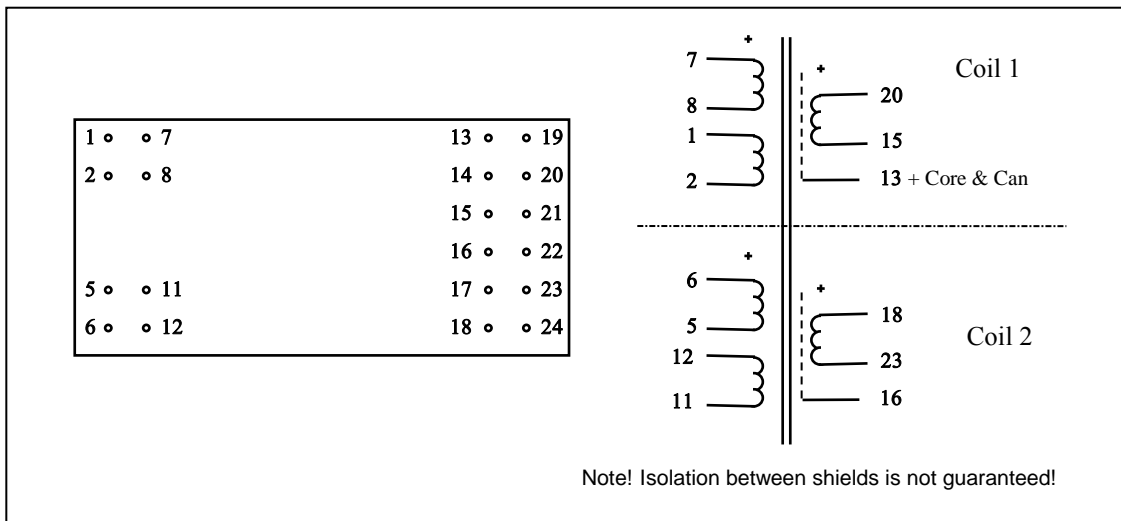 1 7 13 19
2 8 14 20
15 21
16 22
5 11 17 23
6 12 18 24
+
7
8
1
2
+
20
15
13 + Core & Can
Coil 1
+
6
5
12
11
+
18
23
16
Coil 2
Note! Isolation between shields is not guaranteed!